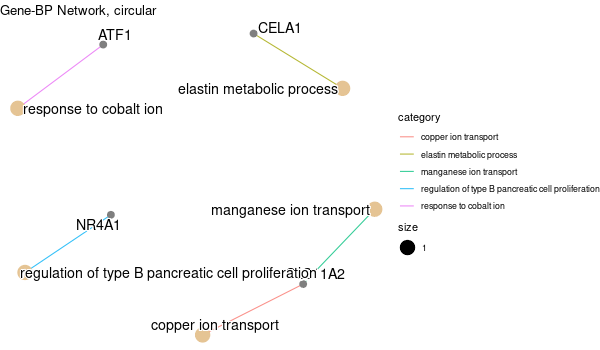 Gene-BP Network, circular
ATF1
CELA1
elastin metabolic process
response to cobalt ion
category
copper ion transport
elastin metabolic process
manganese ion transport
regulation of type B pancreatic cell proliferation
response to cobalt ion
size
1
manganese ion transport
NR4A1
regulation of type B pancreatic cell proliferation
1A2
copper ion transport